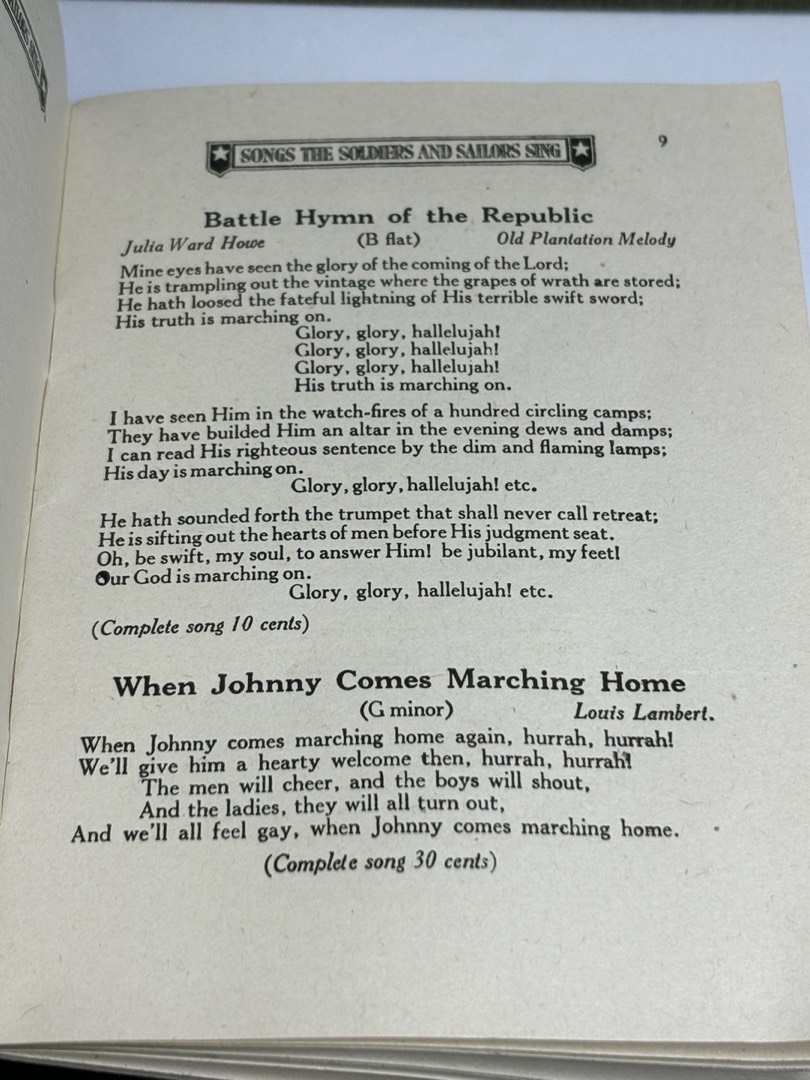 9
SONGS THE SOLDIERS AND SAILORS SING
Battle Hymn of the Republic
Julia Ward Howe (B flat) Old Plantation Melody
Mine eyes have seen the glory of the coming of the Lord;
He is trampling out the vintage where the grapes of wrath are stored;
He hath loosed the fateful lightning of His terrible swift sword;
His truth is marching on.
Glory, glory, hallelujah!
Glory, glory, hallelujah!
Glory, glory, hallelujah!
His truth is marching on.
I have seen Him in the watch-fires of a hundred circling camps;
They have builded Him an altar in the evening dews and damps;
I can read His righteous sentence by the dim and flaming lamps;
His day is marching on.
Glory, glory, hallelujah! etc.
He hath sounded forth the trumpet that shall never call retreat;
He is sifting out the hearts of men before His judgment seat.
Oh, be swift, my soul, to answer Him! be jubilant, my feet!
Our God is marching on.
Glory, glory, hallelujah! etc.
(Complete song 10 cents)
When Johnny Comes Marching Home
(G minor) Louis Lambert.
When Johnny comes marching home again, hurrah, hurrah!
We'll give him a hearty welcome then, hurrah, hurrah!
The men will cheer, and the boys will shout,
And the ladies, they will all turn out,
And we'll all feel gay, when Johnny comes marching home.
(Complete song 30 cents)